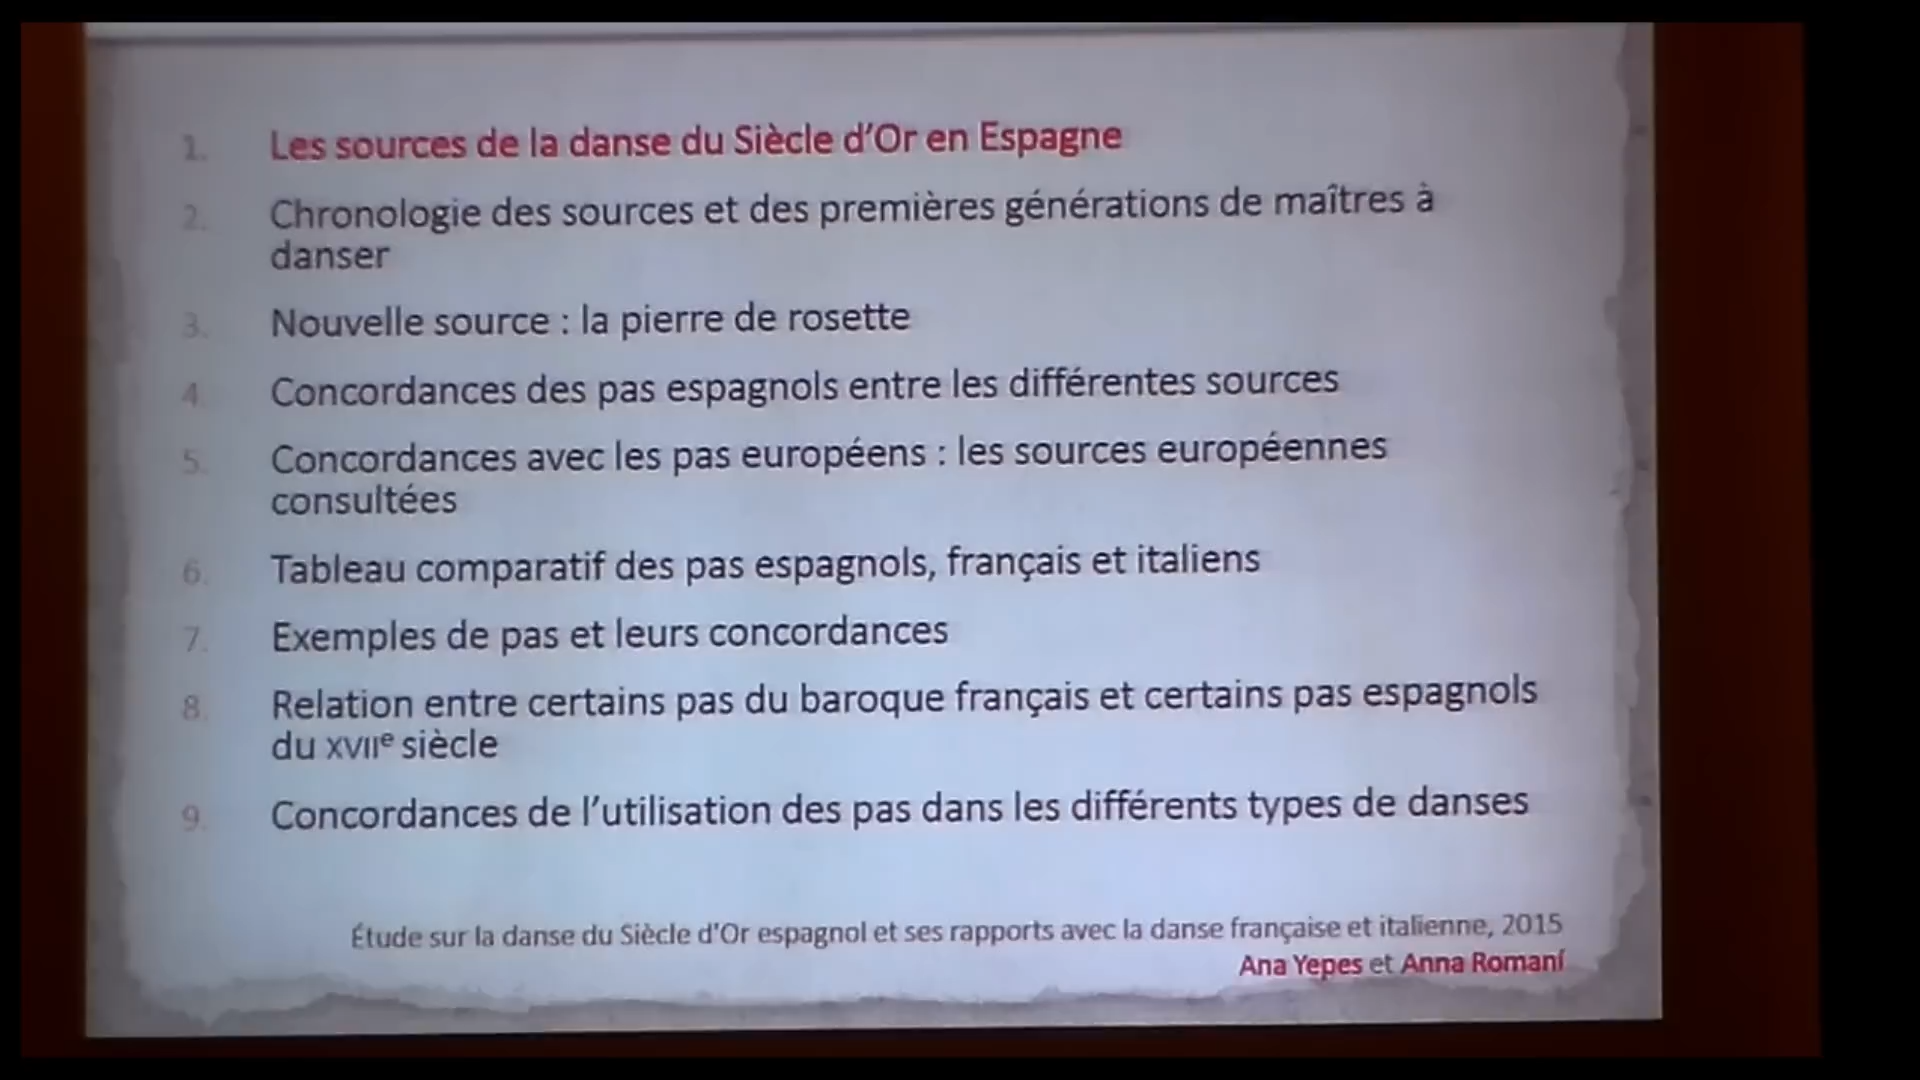 1. Les sources de la danse du Siècle d’Or en Espagne
2. Chronologie des sources et des premières générations de maîtres à
danser
3. Nouvelle source : la pierre de rosette
4. Concordances des pas espagnols entre les différentes sources
5. Concordances avec les pas européens : les sources européennes
consultées
6. Tableau comparatif des pas espagnols, français et italiens
7. Exemples de pas et leurs concordances
8. Relation entre certains pas du baroque français et certains pas espagnols
du XVIIe siècle
9. Concordances de l’utilisation des pas dans les différents types de danses
Étude sur la danse du Siècle d'Or espagnol et ses rapports avec la danse française et italienne, 2015
Ana Yepes et Anna Romaní